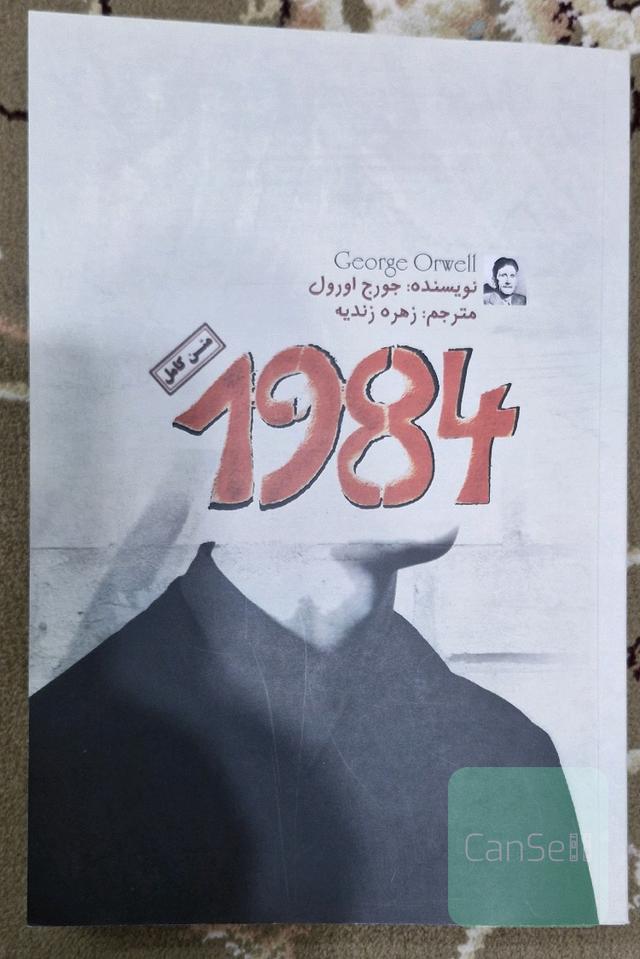 George Orwell
نویسنده: جورج اورول
مترجم: زهره زندیه
متن کامل
1984
CanSell